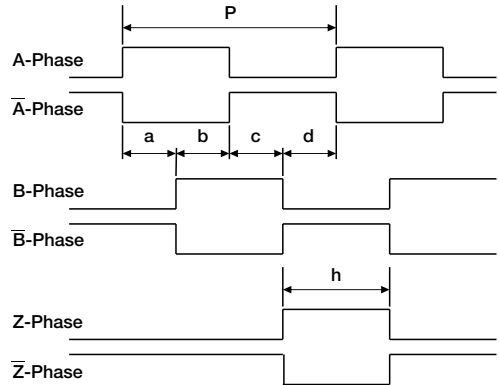 P
A-Phase
A̅-Phase
a b c d
B-Phase
B̅-Phase
h
Z-Phase
Z̅-Phase